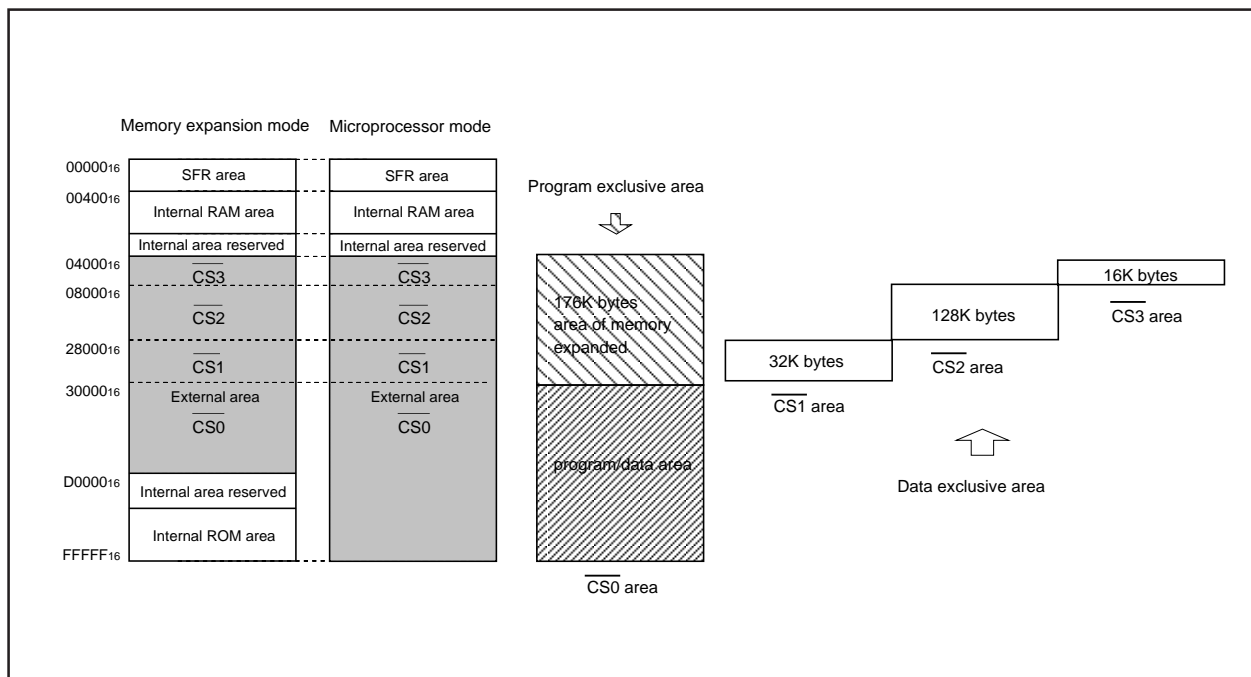 Memory expansion mode
Microprocessor mode
0000016
SFR area
SFR area
0040016
Internal RAM area
Internal RAM area
Internal area reserved
Internal area reserved
0400016
CS3
CS3
0800016
CS2
CS2
2800016
CS1
CS1
3000016
External area
External area
CS0
CS0
D000016
Internal area reserved
Internal ROM area
FFFFF16
Program exclusive area
176K bytes
area of memory
expanded
program/data area
CS0 area
32K bytes
CS1 area
128K bytes
CS2 area
16K bytes
CS3 area
Data exclusive area